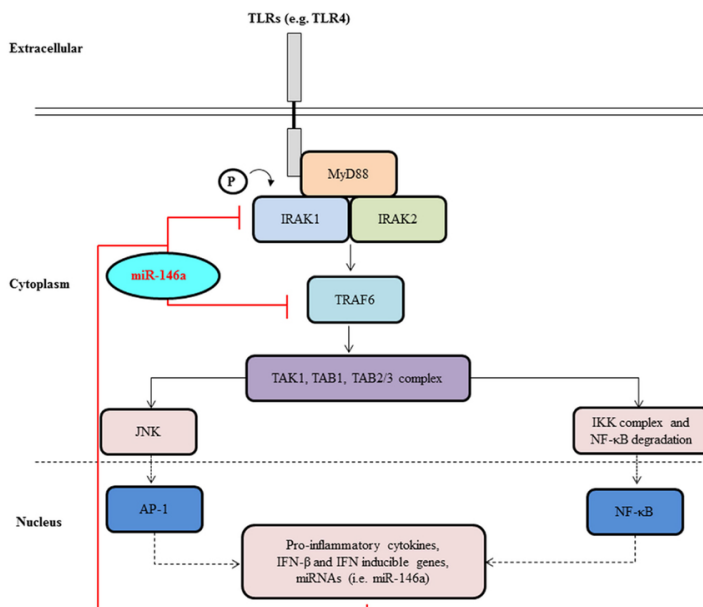 TLRs (e.g. TLR4)
Extracellular
MyD88
P
IRAK1
IRAK2
miR-146a
Cytoplasm
TRAF6
TAK1, TAB1, TAB2/3 complex
JNK
IKK complex and
NF-κB degradation
AP-1
NF-κB
Nucleus
Pro-inflammatory cytokines,
IFN-β and IFN inducible genes,
miRNAs (i.e. miR-146a)